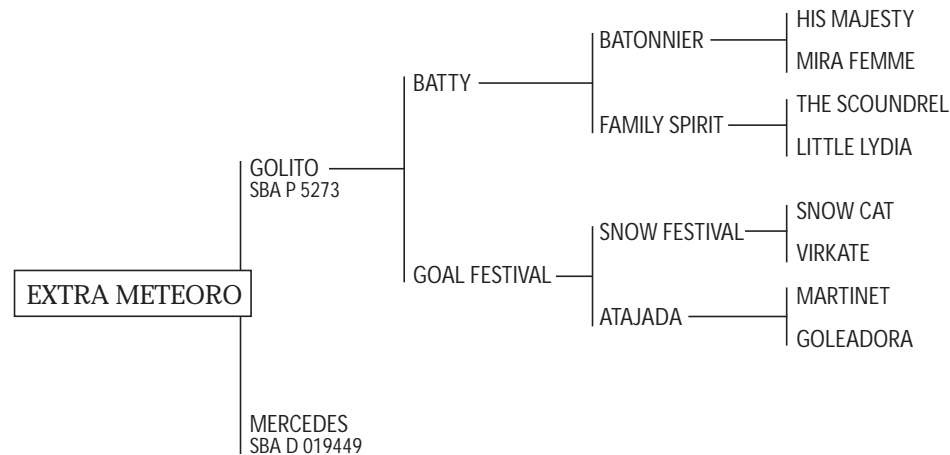 HIS MAJESTY
BATONNIER
MIRA FEMME
BATTY
THE SCOUNDREL
FAMILY SPIRIT
LITTLE LYDIA
GOLITO
SBA P 5273
SNOW CAT
SNOW FESTIVAL
VIRKATE
GOAL FESTIVAL
EXTRA METEORO
MARTINET
ATAJADA
GOLEADORA
MERCEDES
SBA D 019449